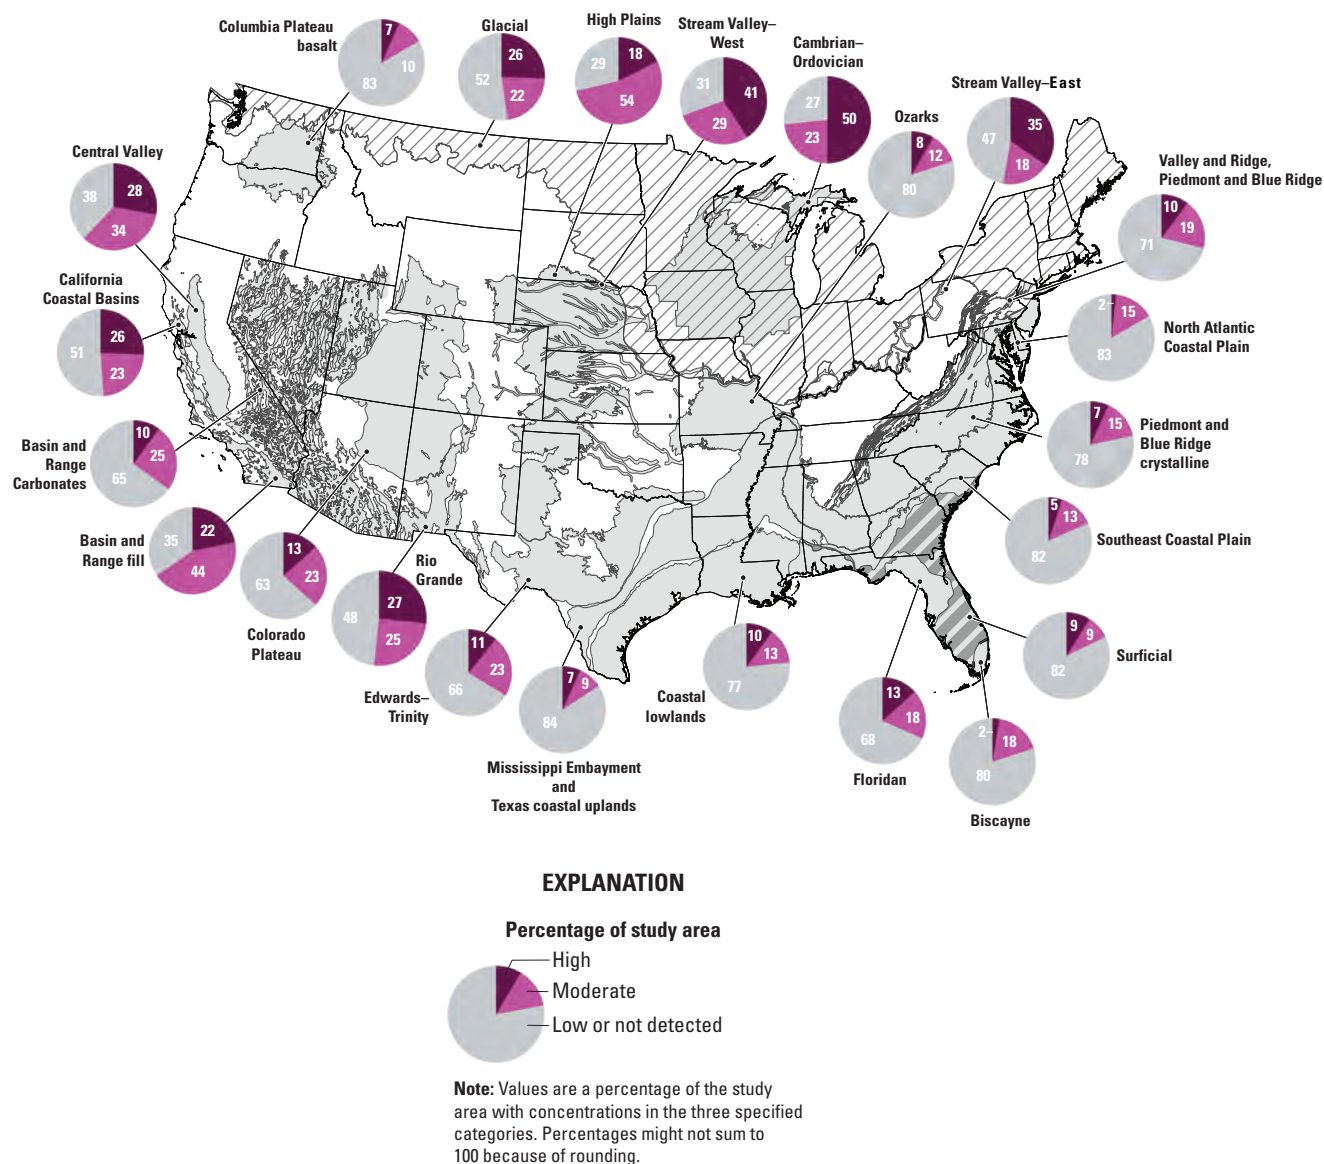 Columbia Plateau
basalt
7
10
83
Glacial
26
22
52
High Plains
18
54
29
Stream Valley–
West
41
29
31
Cambrian–
Ordovician
50
23
27
Ozarks
8
12
80
Stream Valley–East
35
18
47
Valley and Ridge,
Piedmont and Blue Ridge
10
19
71
Central Valley
28
34
38
California
Coastal Basins
26
23
51
North Atlantic
Coastal Plain
2
15
83
Basin and
Range
Carbonates
10
25
65
Piedmont and
Blue Ridge
crystalline
7
15
78
Basin and
Range fill
22
44
35
Southeast Coastal Plain
5
13
82
Colorado
Plateau
13
23
63
Rio
Grande
27
25
48
Edwards–
Trinity
11
23
66
Mississippi Embayment
and
Texas coastal uplands
7
9
84
Coastal
lowlands
10
13
77
Floridan
13
18
68
Surficial
9
9
82
Biscayne
2
18
80
EXPLANATION
Percentage of study area
High
Moderate
Low or not detected
Note: Values are a percentage of the study
area with concentrations in the three specified
categories. Percentages might not sum to
100 because of rounding.